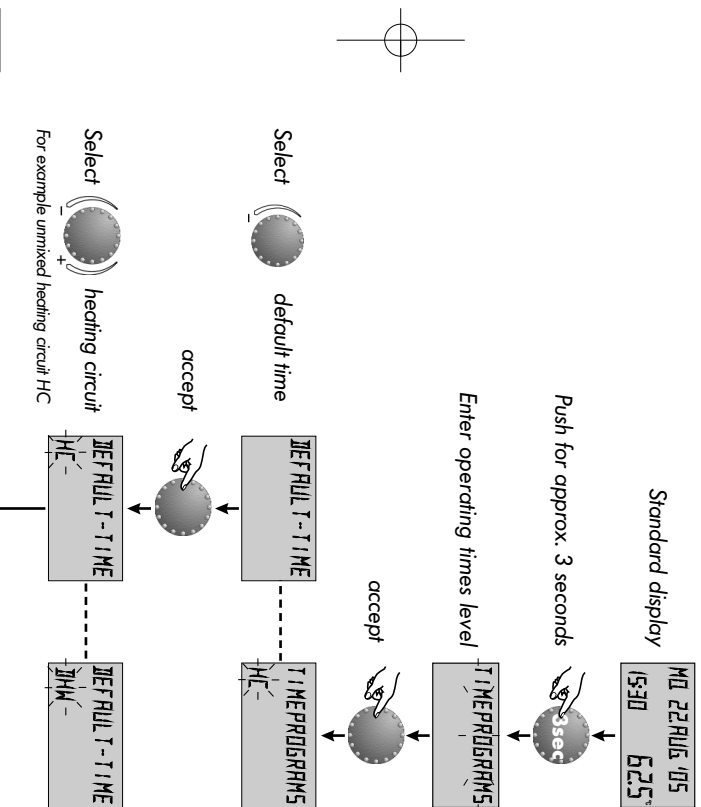 Standard display
MO 22.AUG '05
15:30 62.5°
Push for approx. 3 seconds
3sec
Enter operating times level
TIMEPROGRAMS
accept
Select
–
default time
DEFAULT-TIME
TIMEPROGRAMS
HC
accept
Select
–
+
heating circuit
For example unmixed heating circuit HC
DEFAULT-TIME
HC
DEFAULT-TIME
DHW